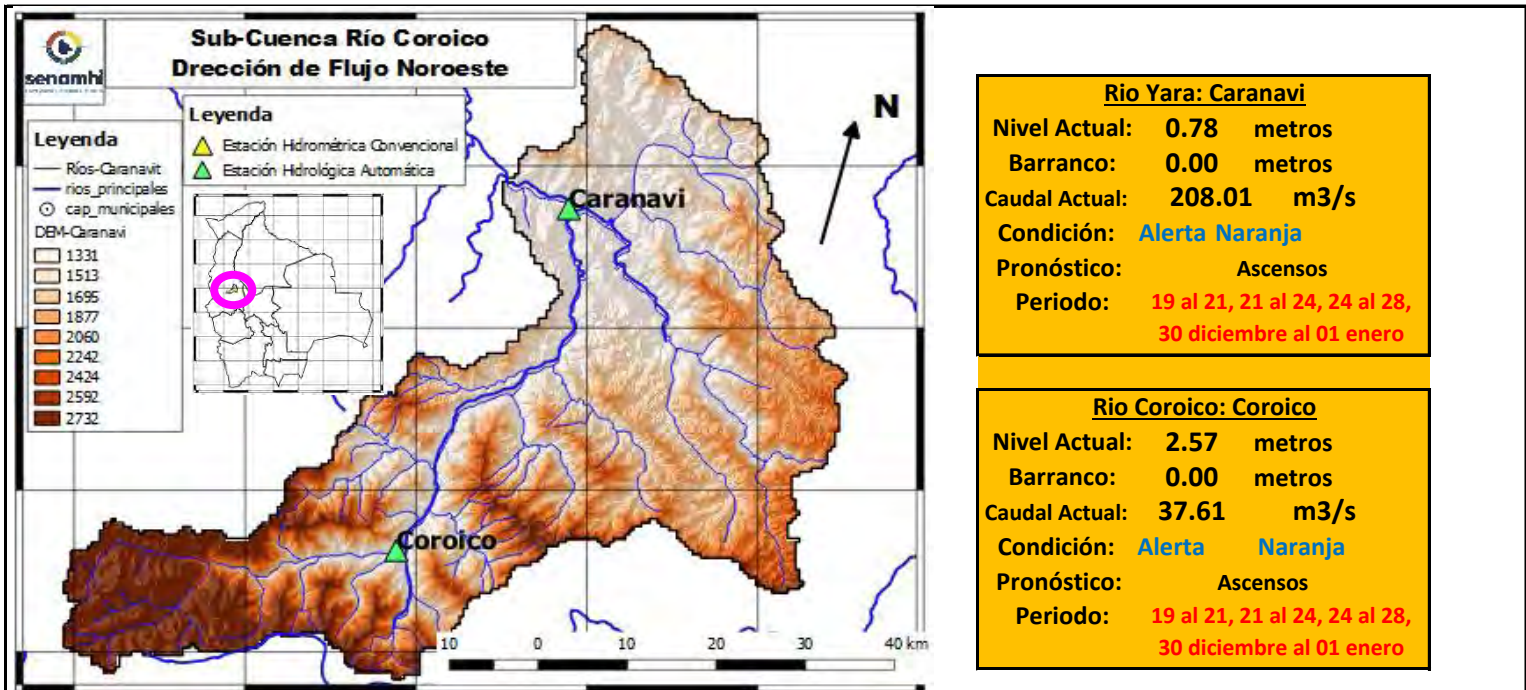 senamhi
Sub-Cuenca Río Coroico
Drección de Flujo Noroeste
Leyenda
Ríos-Caranavit
rios_principales
cap_municipales
DEM-Caranavi
1331
1513
1695
1877
2060
2242
2424
2592
2732
Leyenda
Estación Hidrométrica Convencional
Estación Hidrológica Automática
N
Caranavi
Coroico
10 0 10 20 30 40 km
Rio Yara: Caranavi
Nivel Actual: 0.78 metros
Barranco: 0.00 metros
Caudal Actual: 208.01 m3/s
Condición: Alerta Naranja
Pronóstico: Ascensos
Periodo: 19 al 21, 21 al 24, 24 al 28,
30 diciembre al 01 enero
Rio Coroico: Coroico
Nivel Actual: 2.57 metros
Barranco: 0.00 metros
Caudal Actual: 37.61 m3/s
Condición: Alerta Naranja
Pronóstico: Ascensos
Periodo: 19 al 21, 21 al 24, 24 al 28,
30 diciembre al 01 enero